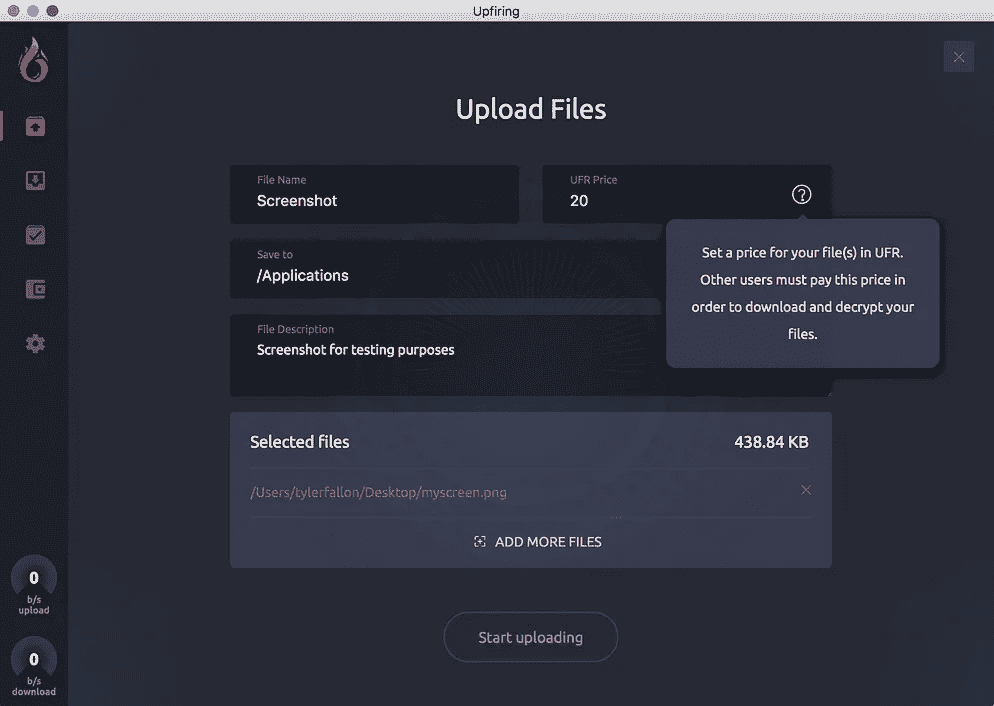 Upfiring
Upload Files
File Name
Screenshot
UFR Price
20
?
Set a price for your file(s) in UFR.
Other users must pay this price in
order to download and decrypt your
files.
Save to
/Applications
File Description
Screenshot for testing purposes
Selected files
438.84 KB
/Users/tylerfallon/Desktop/myscreen.png
ADD MORE FILES
Start uploading
0
b/s
upload
0
b/s
download